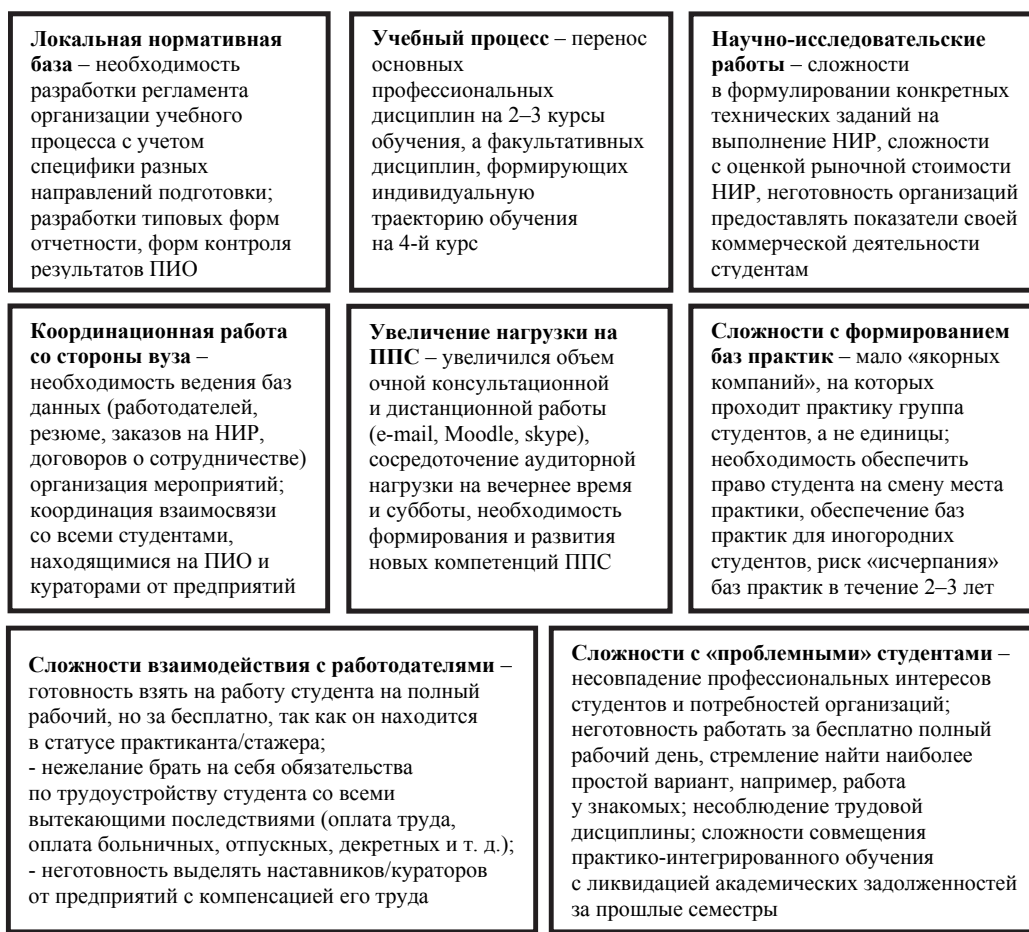 Локальная нормативная
база – необходимость
разработки регламента
организации учебного
процесса с учетом
специфики разных
направлений подготовки;
разработки типовых форм
отчетности, форм контроля
результатов ПИО
Учебный процесс – перенос
основных
профессиональных
дисциплин на 2–3 курсы
обучения, а факультативных
дисциплин, формирующих
индивидуальную
траекторию обучения
на 4-й курс
Научно-исследовательские
работы – сложности
в формулировании конкретных
технических заданий на
выполнение НИР, сложности
с оценкой рыночной стоимости
НИР, неготовность организаций
предоставлять показатели своей
коммерческой деятельности
студентам
Координационная работа
со стороны вуза –
необходимость ведения баз
данных (работодателей,
резюме, заказов на НИР,
договоров о сотрудничестве)
организация мероприятий;
координация взаимосвязи
со всеми студентами,
находящимися на ПИО и
кураторами от предприятий
Увеличение нагрузки на
ППС – увеличился объем
очной консультационной
и дистанционной работы
(e-mail, Moodle, skype),
сосредоточение аудиторной
нагрузки на вечернее время
и субботы, необходимость
формирования и развития
новых компетенций ППС
Сложности с формированием
баз практик – мало «якорных
компаний», на которых
проходит практику группа
студентов, а не единицы;
необходимость обеспечить
право студента на смену места
практики, обеспечение баз
практик для иногородних
студентов, риск «исчерпания»
баз практик в течение 2–3 лет
Сложности взаимодействия с работодателями –
готовность взять на работу студента на полный
рабочий, но за бесплатно, так как он находится
в статусе практиканта/стажера;
- нежелание брать на себя обязательства
по трудоустройству студента со всеми
вытекающими последствиями (оплата труда,
оплата больничных, отпускных, декретных и т. д.);
- неготовность выделять наставников/кураторов
от предприятий с компенсацией его труда
Сложности с «проблемными» студентами –
несовпадение профессиональных интересов
студентов и потребностей организаций;
неготовность работать за бесплатно полный
рабочий день, стремление найти наиболее
простой вариант, например, работа
у знакомых; несоблюдение трудовой
дисциплины; сложности совмещения
практико-интегрированного обучения
с ликвидацией академических задолженностей
за прошлые семестры